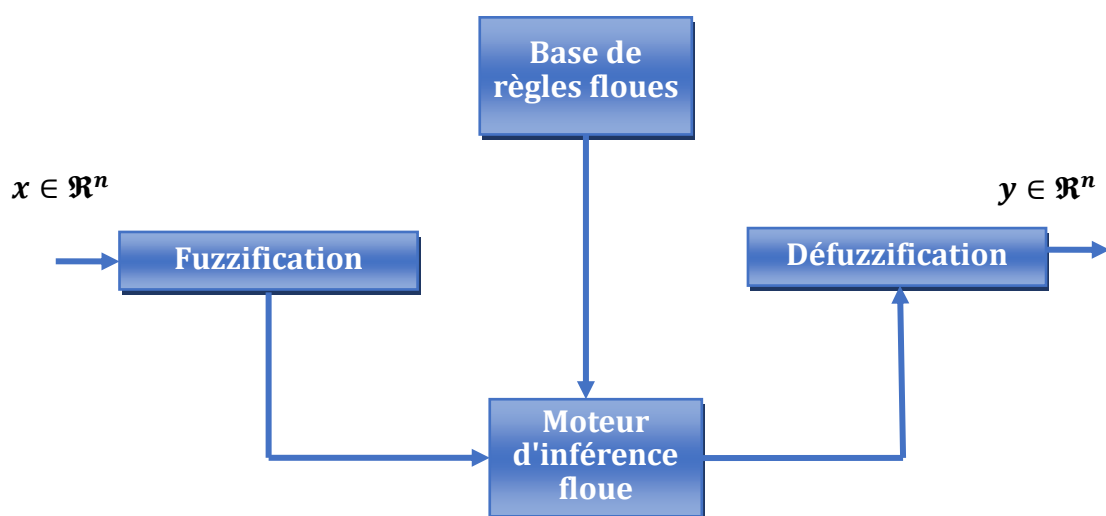 Base de
règles floues
x ∈ ℜⁿ
y ∈ ℜⁿ
Fuzzification
Défuzzification
Moteur
d'inférence
floue